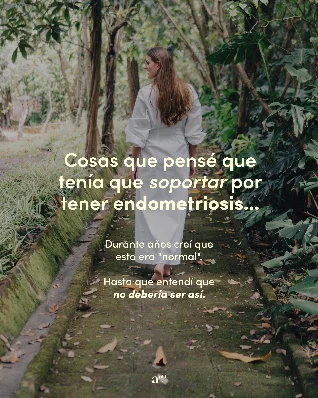 Cosas que pensé que
tenía que soportar por
tener endometriosis...
Durante años creí que
esto era "normal".
Hasta que entendí que
no debería ser así.